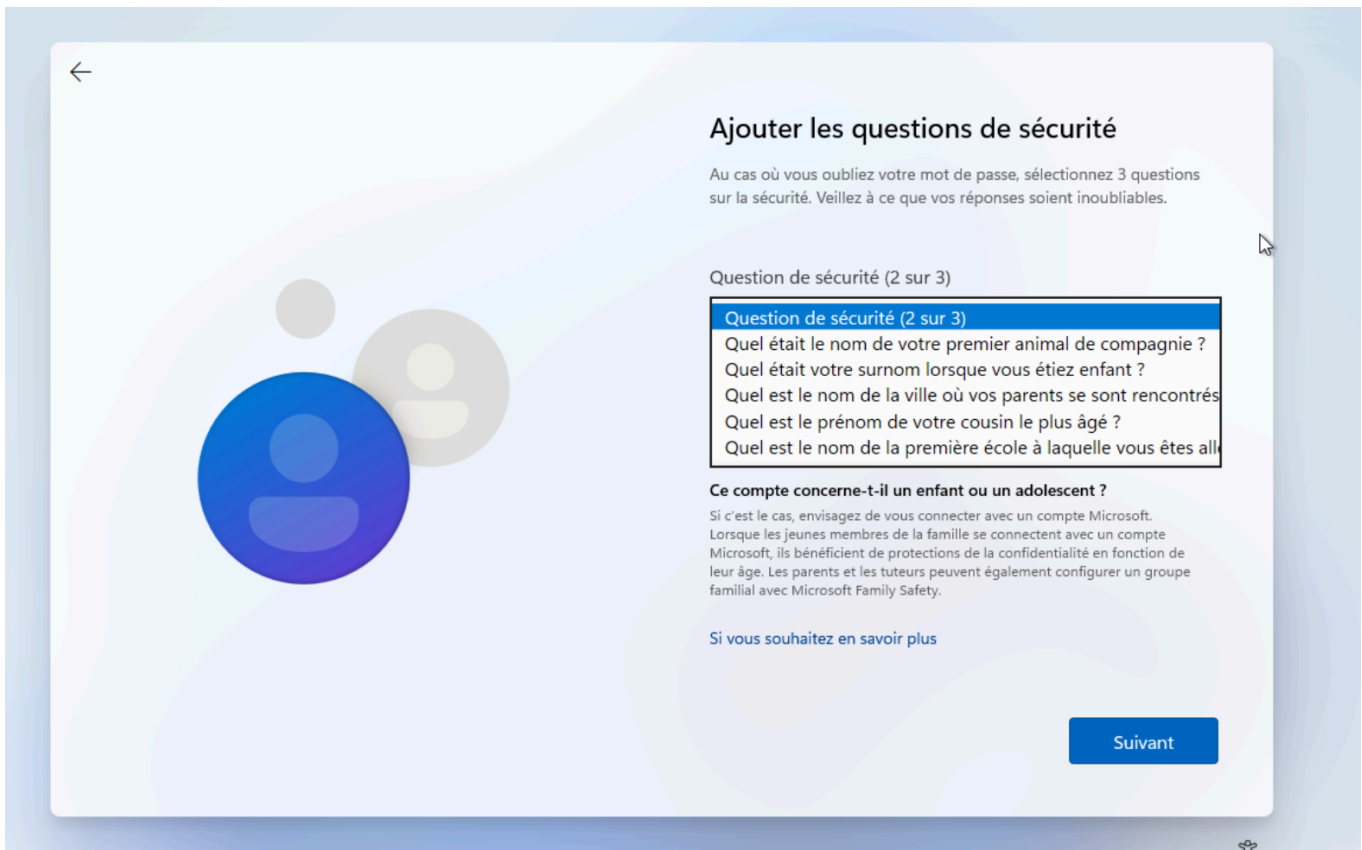 Ajouter les questions de sécurité
Au cas où vous oubliez votre mot de passe, sélectionnez 3 questions
sur la sécurité. Veillez à ce que vos réponses soient inoubliables.
Question de sécurité (2 sur 3)
Question de sécurité (2 sur 3)
Quel était le nom de votre premier animal de compagnie ?
Quel était votre surnom lorsque vous étiez enfant ?
Quel est le nom de la ville où vos parents se sont rencontrés
Quel est le prénom de votre cousin le plus âgé ?
Quel est le nom de la première école à laquelle vous êtes all
Ce compte concerne-t-il un enfant ou un adolescent ?
Si c'est le cas, envisagez de vous connecter avec un compte Microsoft.
Lorsque les jeunes membres de la famille se connectent avec un compte
Microsoft, ils bénéficient de protections de la confidentialité en fonction de
leur âge. Les parents et les tuteurs peuvent également configurer un groupe
familial avec Microsoft Family Safety.
Si vous souhaitez en savoir plus
Suivant